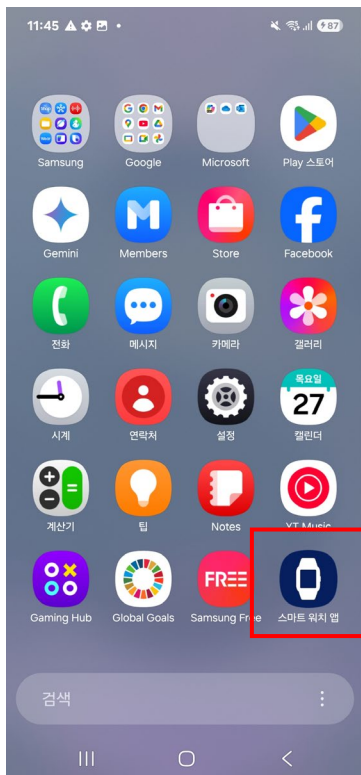 11:45
87
Samsung
Google
Microsoft
Play 스토어
Gemini
Members
Store
Facebook
전화
메시지
카메라
갤러리
목요일
27
시계
연락처
설정
캘린더
계산기
팁
Notes
YT Music
FREE
Gaming Hub
Global Goals
Samsung Free
스마트 워치 앱
검색